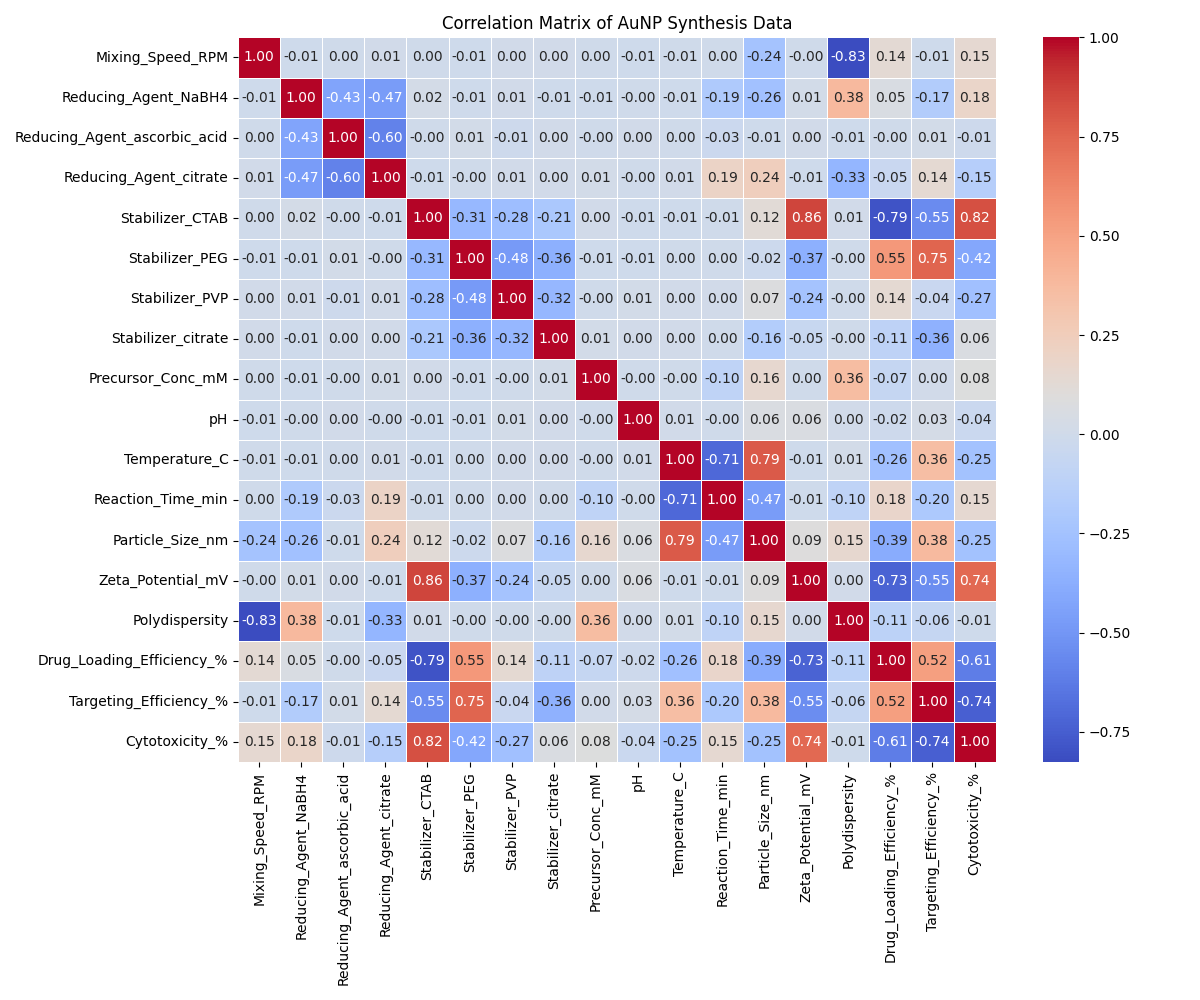 Correlation Matrix of AuNP Synthesis Data
Mixing_Speed_RPM 1.00 -0.01 0.00 0.01 0.00 -0.01 0.00 0.00 0.00 -0.01 -0.01 0.00 -0.24 -0.00 -0.83 0.14 -0.01 0.15
Reducing_Agent_NaBH4 -0.01 1.00 -0.43 -0.47 0.02 -0.01 0.01 -0.01 -0.01 -0.00 -0.01 -0.19 -0.26 0.01 0.38 0.05 -0.17 0.18
Reducing_Agent_ascorbic_acid 0.00 -0.43 1.00 -0.60 -0.00 0.01 -0.01 0.00 0.00 0.00 0.00 -0.03 -0.01 0.00 -0.01 -0.00 0.01 -0.01
Reducing_Agent_citrate 0.01 -0.47 -0.60 1.00 -0.01 -0.00 0.01 0.00 0.01 -0.00 0.01 0.19 0.24 -0.01 -0.33 -0.05 0.14 -0.15
Stabilizer_CTAB 0.00 0.02 -0.00 -0.01 1.00 -0.31 -0.28 -0.21 0.00 -0.01 -0.01 -0.01 0.12 0.86 0.01 -0.79 -0.55 0.82
Stabilizer_PEG -0.01 -0.01 0.01 -0.00 -0.31 1.00 -0.48 -0.36 -0.01 -0.01 0.00 0.00 -0.02 -0.37 -0.00 0.55 0.75 -0.42
Stabilizer_PVP 0.00 0.01 -0.01 0.01 -0.28 -0.48 1.00 -0.32 -0.00 0.01 0.00 0.00 0.07 -0.24 -0.00 0.14 -0.04 -0.27
Stabilizer_citrate 0.00 -0.01 0.00 0.00 -0.21 -0.36 -0.32 1.00 0.01 0.00 0.00 0.00 -0.16 -0.05 -0.00 -0.11 -0.36 0.06
Precursor_Conc_mM 0.00 -0.01 0.00 0.01 0.00 -0.01 -0.00 0.01 1.00 -0.00 -0.00 -0.10 0.16 0.00 0.36 -0.07 0.00 0.08
pH -0.01 -0.00 0.00 -0.00 -0.01 -0.01 0.01 0.00 -0.00 1.00 0.01 -0.00 0.06 0.06 0.00 -0.02 0.03 -0.04
Temperature_C -0.01 -0.01 0.00 0.01 -0.01 0.00 0.00 0.00 -0.00 0.01 1.00 -0.71 0.79 -0.01 0.01 -0.26 0.36 -0.25
Reaction_Time_min 0.00 -0.19 -0.03 0.19 -0.01 0.00 0.00 0.00 -0.10 -0.00 -0.71 1.00 -0.47 -0.01 -0.10 0.18 -0.20 0.15
Particle_Size_nm -0.24 -0.26 -0.01 0.24 0.12 -0.02 0.07 -0.16 0.16 0.06 0.79 -0.47 1.00 0.09 0.15 -0.39 0.38 -0.25
Zeta_Potential_mV -0.00 0.01 0.00 -0.01 0.86 -0.37 -0.24 -0.05 0.00 0.06 -0.01 -0.01 0.09 1.00 0.00 -0.73 -0.55 0.74
Polydispersity -0.83 0.38 -0.01 -0.33 0.01 -0.00 -0.00 -0.00 0.36 0.00 0.01 -0.10 0.15 0.00 1.00 -0.11 -0.06 -0.01
Drug_Loading_Efficiency_% 0.14 0.05 -0.00 -0.05 -0.79 0.55 0.14 -0.11 -0.07 -0.02 -0.26 0.18 -0.39 -0.73 -0.11 1.00 0.52 -0.61
Targeting_Efficiency_% -0.01 -0.17 0.01 0.14 -0.55 0.75 -0.04 -0.36 0.00 0.03 0.36 -0.20 0.38 -0.55 -0.06 0.52 1.00 -0.74
Cytotoxicity_% 0.15 0.18 -0.01 -0.15 0.82 -0.42 -0.27 0.06 0.08 -0.04 -0.25 0.15 -0.25 0.74 -0.01 -0.61 -0.74 1.00
Mixing_Speed_RPM
Reducing_Agent_NaBH4
Reducing_Agent_ascorbic_acid
Reducing_Agent_citrate
Stabilizer_CTAB
Stabilizer_PEG
Stabilizer_PVP
Stabilizer_citrate
Precursor_Conc_mM
pH
Temperature_C
Reaction_Time_min
Particle_Size_nm
Zeta_Potential_mV
Polydispersity
Drug_Loading_Efficiency_%
Targeting_Efficiency_%
Cytotoxicity_%
1.00
0.75
0.50
0.25
0.00
−0.25
−0.50
−0.75